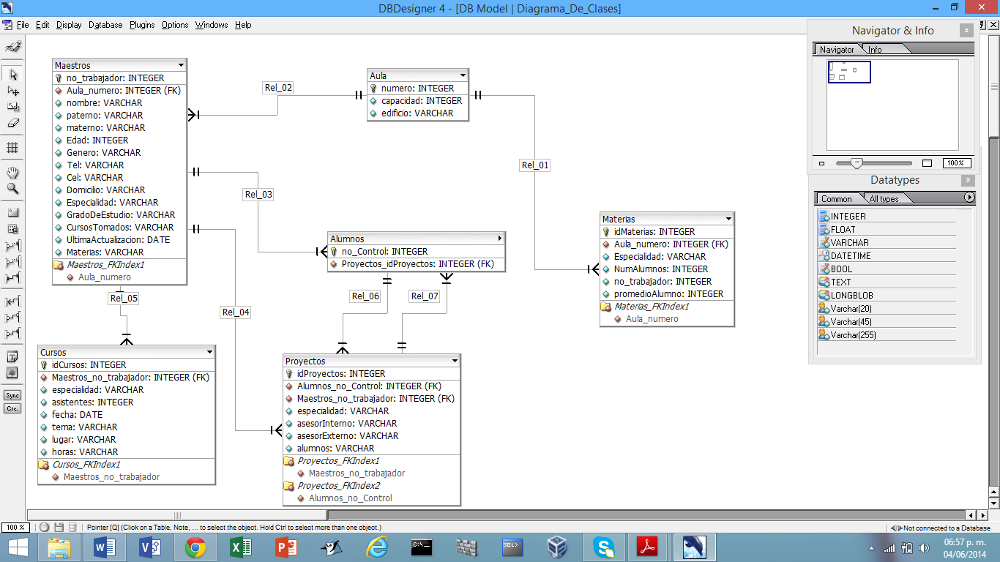 DBDesigner 4 - [DB Model | Diagrama_De_Clases]
File Edit Display Database Plugins Options Windows Help
Maestros
no_trabajador: INTEGER
Aula_numero: INTEGER (FK)
nombre: VARCHAR
paterno: VARCHAR
materno: VARCHAR
Edad: INTEGER
Genero: VARCHAR
Tel: VARCHAR
Cel: VARCHAR
Domicilio: VARCHAR
Especialidad: VARCHAR
GradoDeEstudio: VARCHAR
CursosTomados: VARCHAR
UltimaActualizacion: DATE
Materias: VARCHAR
Maestros_FKIndex1
Aula_numero
Rel_02
Aula
numero: INTEGER
capacidad: INTEGER
edificio: VARCHAR
Rel_01
Rel_03
Alumnos
no_Control: INTEGER
Proyectos_idProyectos: INTEGER (FK)
Materias
idMaterias: INTEGER
Aula_numero: INTEGER (FK)
Especialidad: VARCHAR
NumAlumnos: INTEGER
no_trabajador: INTEGER
promedioAlumno: INTEGER
Materias_FKIndex1
Aula_numero
Rel_05
Rel_04
Rel_06
Rel_07
Cursos
idCursos: INTEGER
Maestros_no_trabajador: INTEGER (FK)
especialidad: VARCHAR
asistentes: INTEGER
fecha: DATE
tema: VARCHAR
lugar: VARCHAR
horas: VARCHAR
Cursos_FKIndex1
Maestros_no_trabajador
Proyectos
idProyectos: INTEGER
Alumnos_no_Control: INTEGER (FK)
Maestros_no_trabajador: INTEGER (FK)
especialidad: VARCHAR
asesorInterno: VARCHAR
asesorExterno: VARCHAR
alumnos: VARCHAR
Proyectos_FKIndex1
Maestros_no_trabajador
Proyectos_FKIndex2
Alumnos_no_Control
Navigator & Info
Navigator Info
100%
Datatypes
Common All types
INTEGER
FLOAT
VARCHAR
DATETIME
BOOL
TEXT
LONGBLOB
Varchar(20)
Varchar(45)
Varchar(255)
Sync
Cre.
100 %
Pointer [Q] (Click on a Table, Note, ... to select the object. Hold Ctrl to select more than one object.)
Not connected to a Database
C:\_
SQL>
06:57 p. m.
04/06/2014